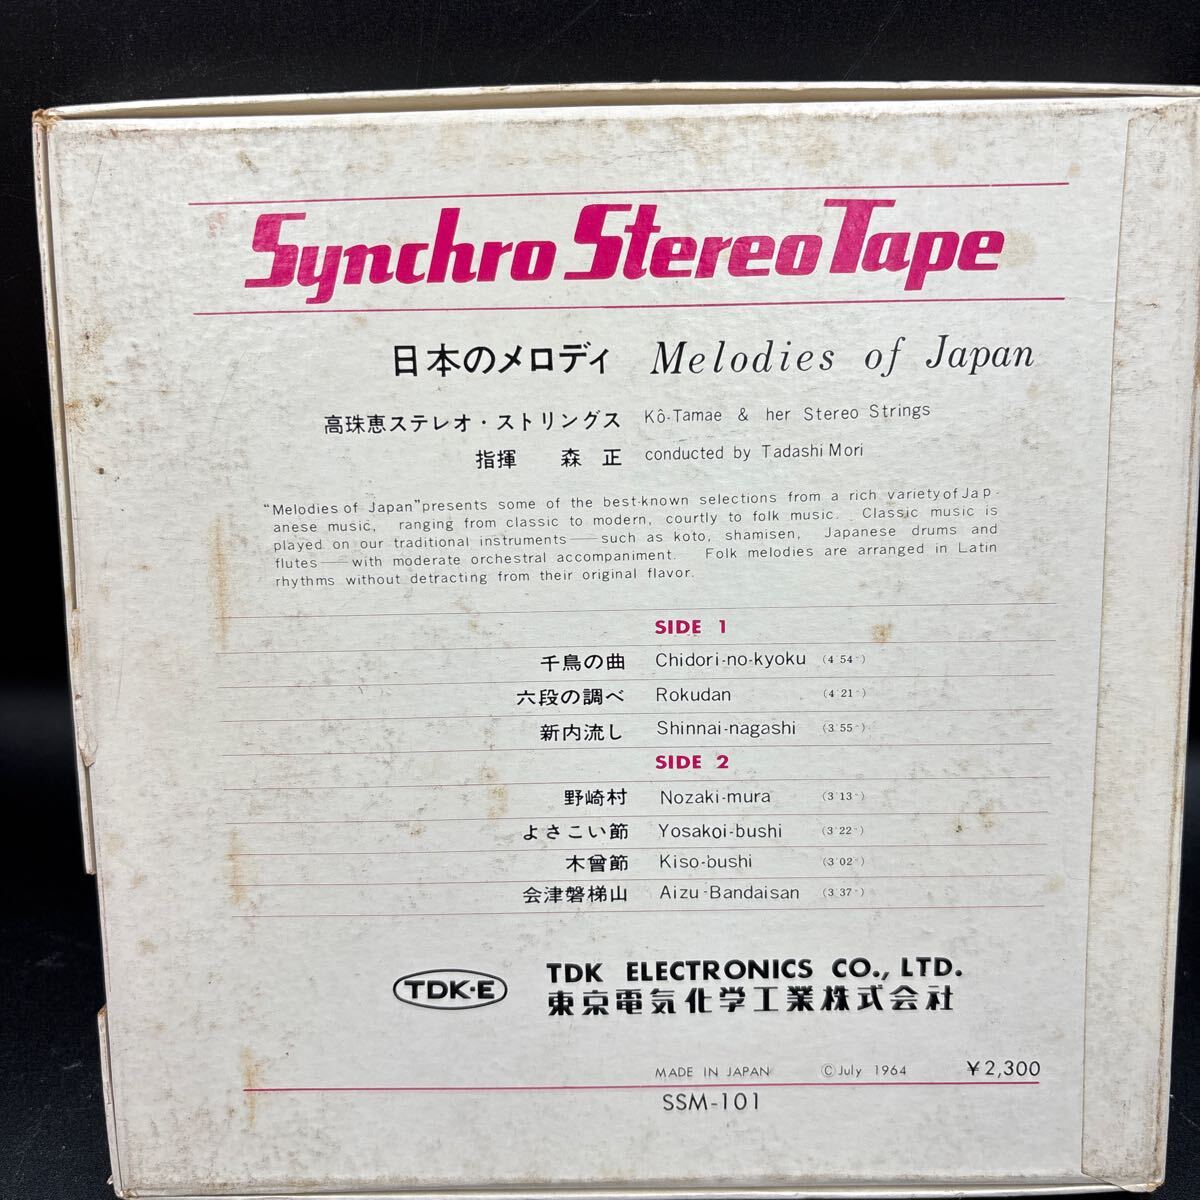 Synchro Stereo Tape
日本のメロディ Melodies of Japan
高珠恵ステレオ・ストリングス Kô-Tamae & her Stereo Strings
指揮 森 正 conducted by Tadashi Mori
"Melodies of Japan" presents some of the best-known selections from a rich variety of Jap-
anese music, ranging from classic to modern, courtly to folk music. Classic music is
played on our traditional instruments—such as koto, shamisen, Japanese drums and
flutes—with moderate orchestral accompaniment. Folk melodies are arranged in Latin
rhythms without detracting from their original flavor.
SIDE 1
千鳥の曲 Chidori-no-kyoku (4'54")
六段の調べ Rokudan (4'21")
新内流し Shinnai-nagashi (3'55")
SIDE 2
野崎村 Nozaki-mura (3'13")
よさこい節 Yosakoi-bushi (3'22")
木曾節 Kiso-bushi (3'02")
会津磐梯山 Aizu-Bandaisan (3'37")
TDK·E TDK ELECTRONICS CO., LTD.
東京電気化学工業株式会社
MADE IN JAPAN ©July 1964 ¥2,300
SSM-101